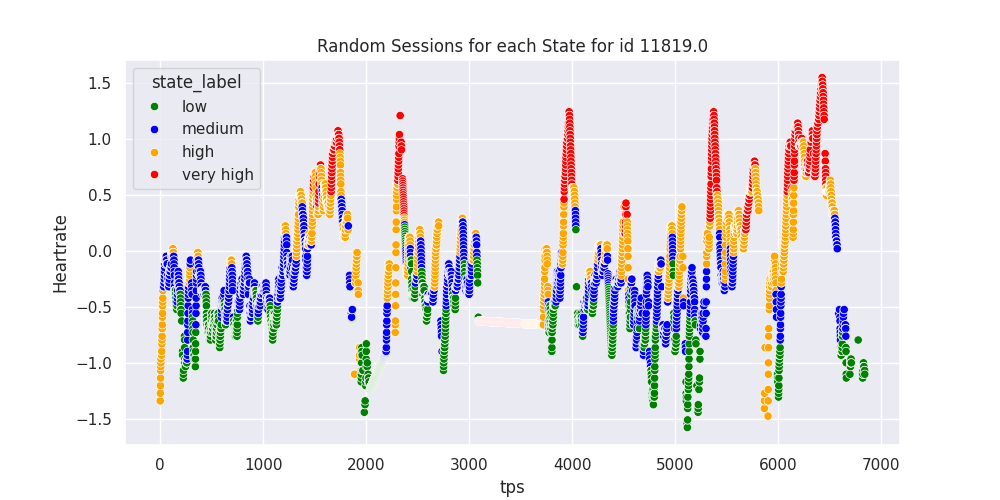 Random Sessions for each State for id 11819.0
state_label
low
medium
high
very high
1.5
1.0
0.5
0.0
−0.5
−1.0
−1.5
Heartrate
0 1000 2000 3000 4000 5000 6000 7000
tps